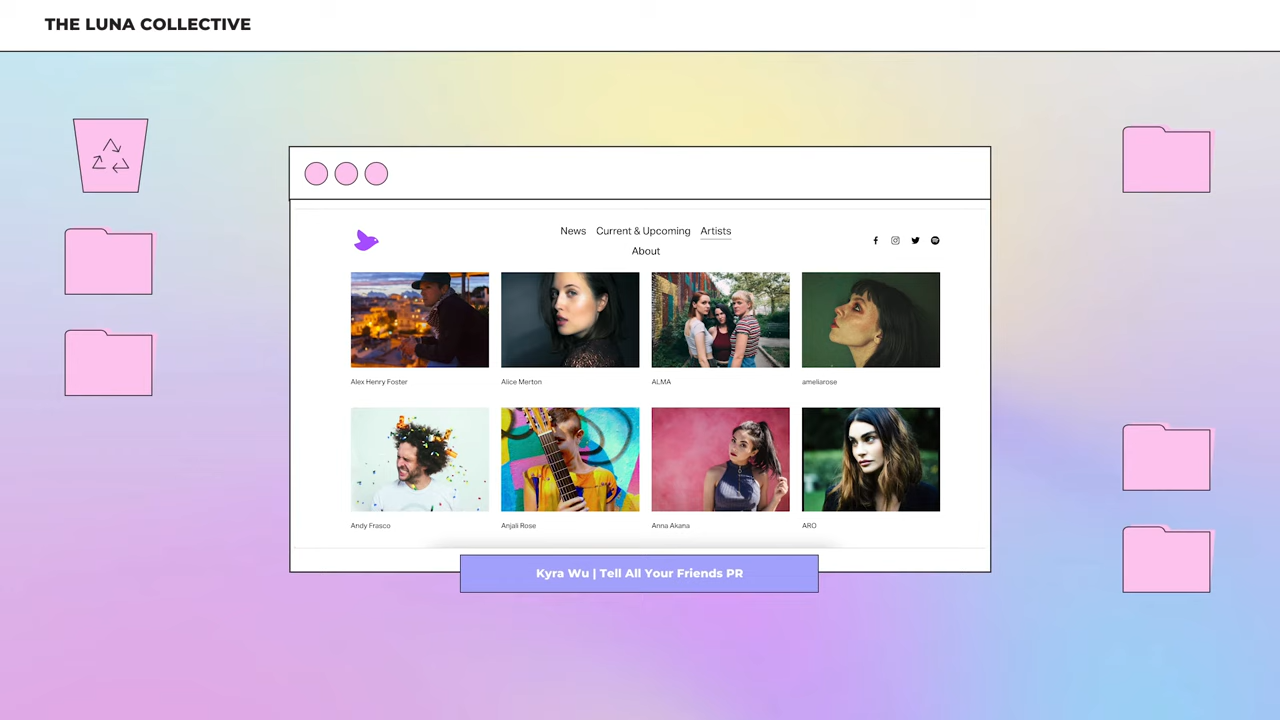 THE LUNA COLLECTIVE
News Current & Upcoming Artists
About
Alex Henry Foster
Alice Merton
ALMA
ameliarose
Andy Frasco
Anjali Rose
Anna Akana
ARO
Kyra Wu | Tell All Your Friends PR